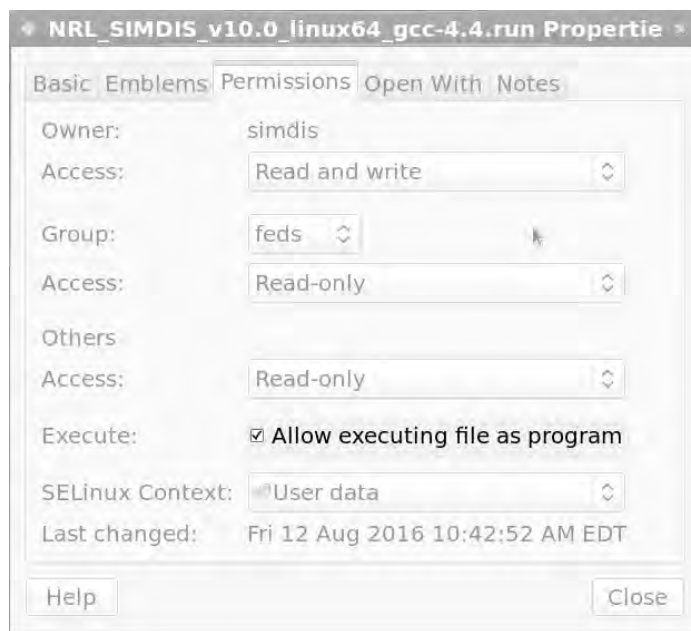 NRL_SIMDIS_v10.0_linux64_gcc-4.4.run Propertie
Basic Emblems Permissions Open With Notes
Owner: simdis
Access: Read and write
Group: feds
Access: Read-only
Others
Access: Read-only
Execute: Allow executing file as program
SELinux Context: User data
Last changed: Fri 12 Aug 2016 10:42:52 AM EDT
Help Close